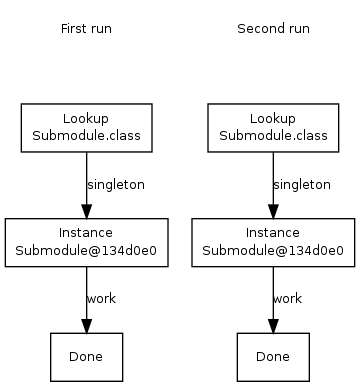 First run
Lookup
Submodule.class
singleton
Instance
Submodule@134d0e0
work
Done
Second run
Lookup
Submodule.class
singleton
Instance
Submodule@134d0e0
work
Done